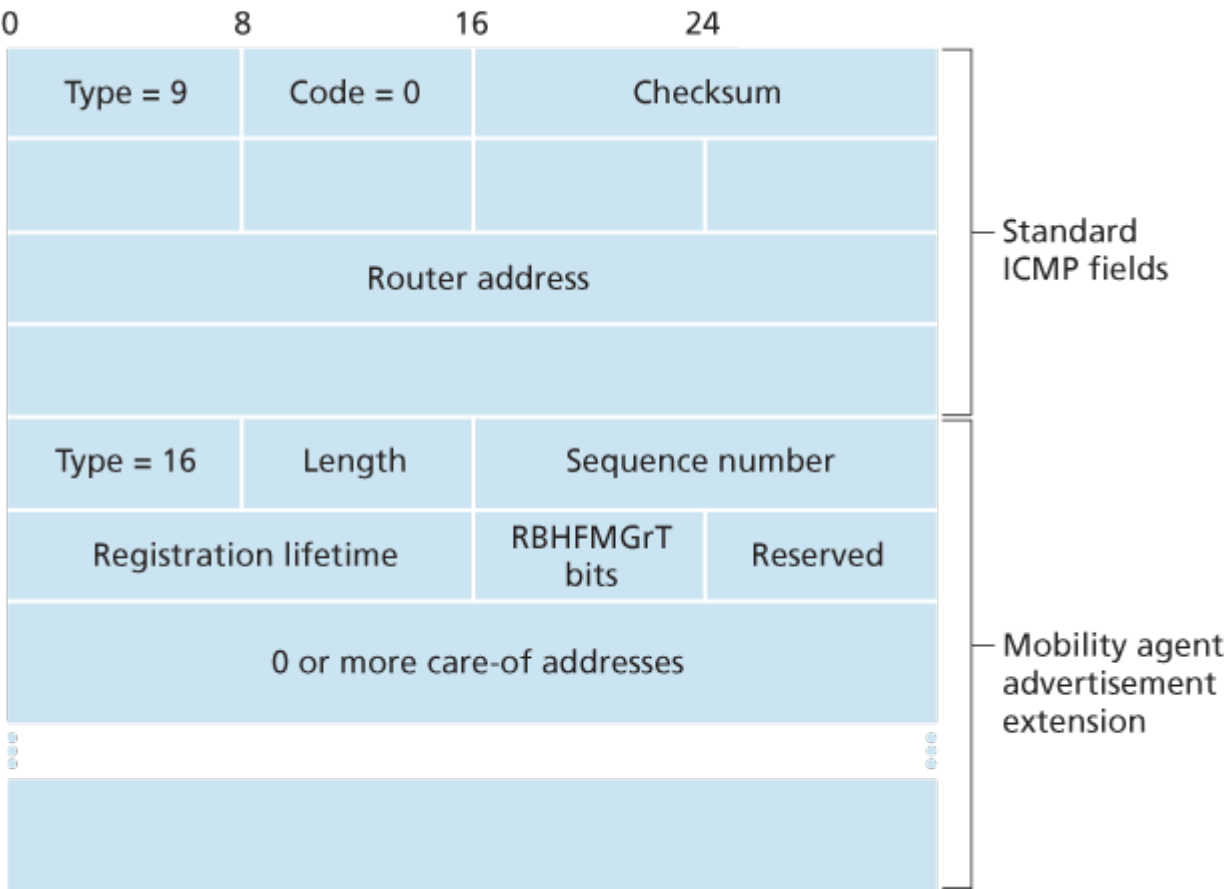 0 8 16 24
Type = 9 Code = 0 Checksum
Router address
Standard
ICMP fields
Type = 16 Length Sequence number
Registration lifetime RBHFMGrT
bits Reserved
0 or more care-of addresses
Mobility agent
advertisement
extension